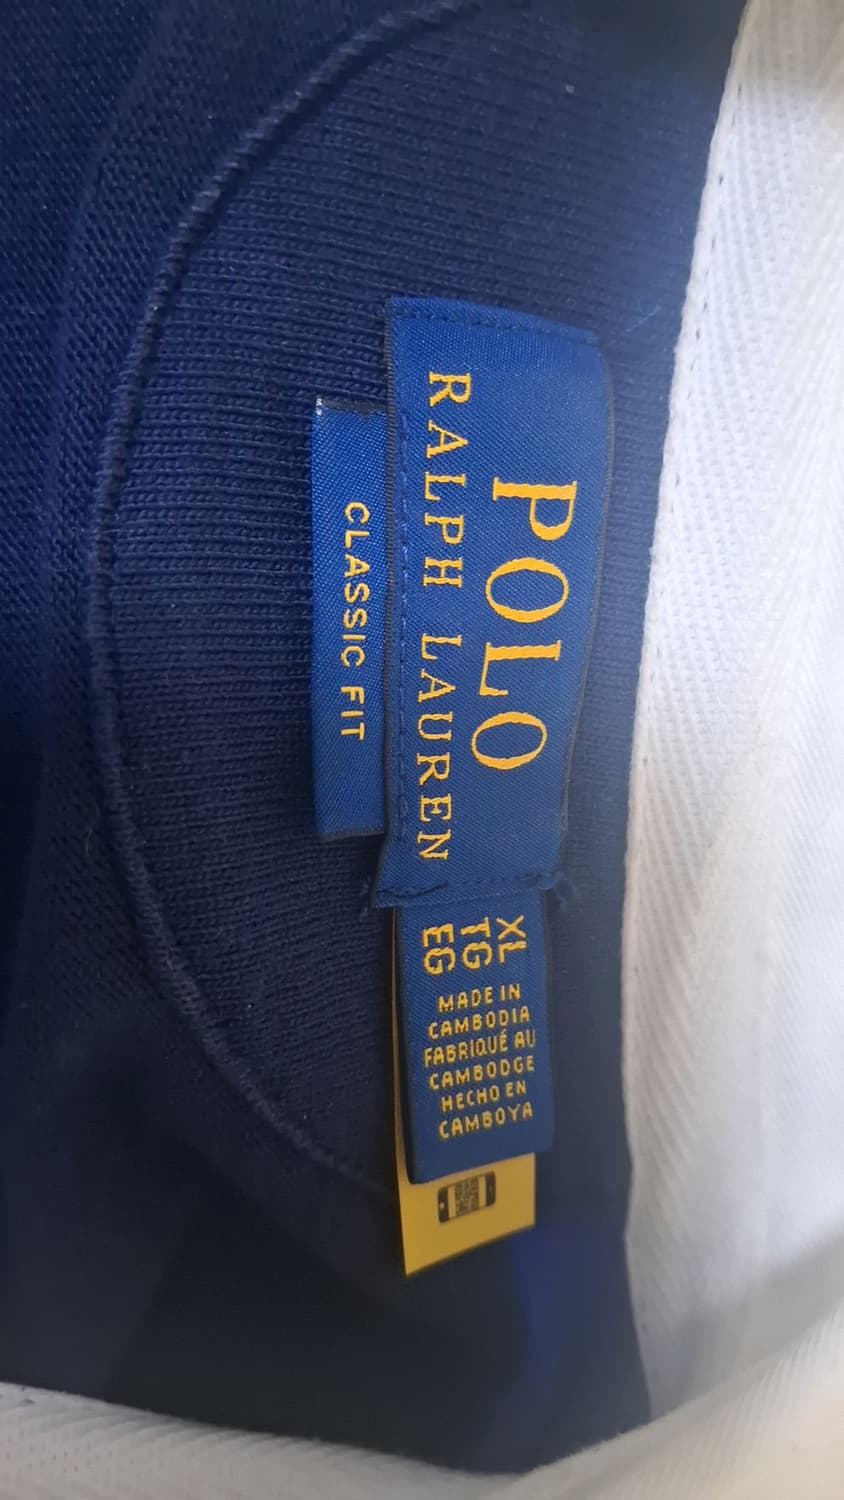 POLO
RALPH LAUREN
CLASSIC FIT
XL
TG
EG
MADE IN
CAMBODIA
FABRIQUÉ AU
CAMBODGE
HECHO EN
CAMBOYA